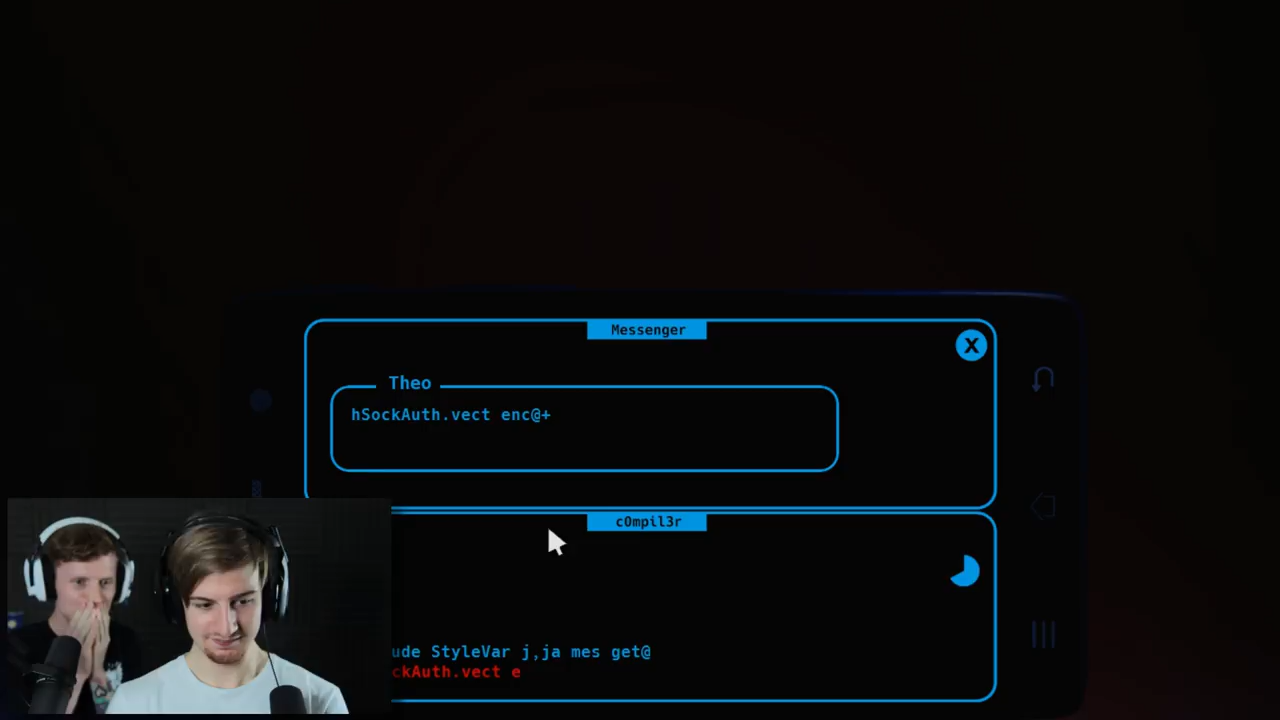 Messenger
X
Theo
hSockAuth.vect enc@+
c0mpil3r
ude StyleVar j,ja mes get@
ckAuth.vect e